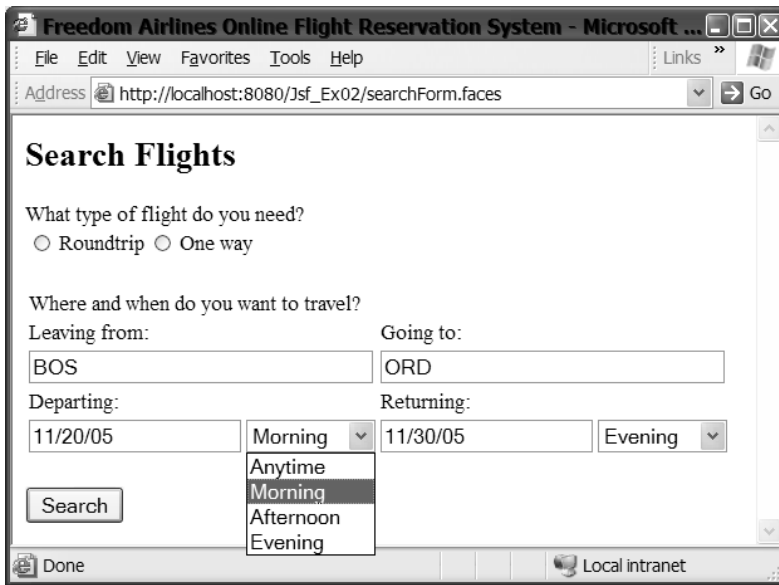 Freedom Airlines Online Flight Reservation System - Microsoft ...
File Edit View Favorites Tools Help Links »
Address http://localhost:8080/Jsf_Ex02/searchForm.faces Go
Search Flights
What type of flight do you need?
Roundtrip One way
Where and when do you want to travel?
Leaving from: Going to:
BOS ORD
Departing: Returning:
11/20/05 Morning 11/30/05 Evening
Anytime
Morning
Search Afternoon
Evening
Done Local intranet